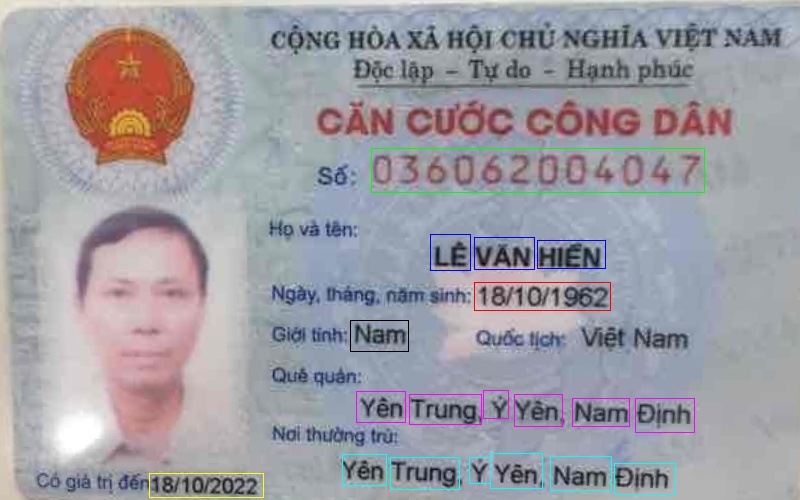 CỘNG HÒA XÃ HỘI CHỦ NGHĨA VIỆT NAM
Độc lập - Tự do - Hạnh phúc
CĂN CƯỚC CÔNG DÂN
Số: 036062004047
Họ và tên:
LÊ VĂN HIẾN
Ngày, tháng, năm sinh: 18/10/1962
Giới tính: Nam Quốc tịch: Việt Nam
Quê quán:
Yên Trung, Ý Yên, Nam Định
Nơi thường trú:
Yên Trung, Ý Yên, Nam Định
Có giá trị đến 18/10/2022